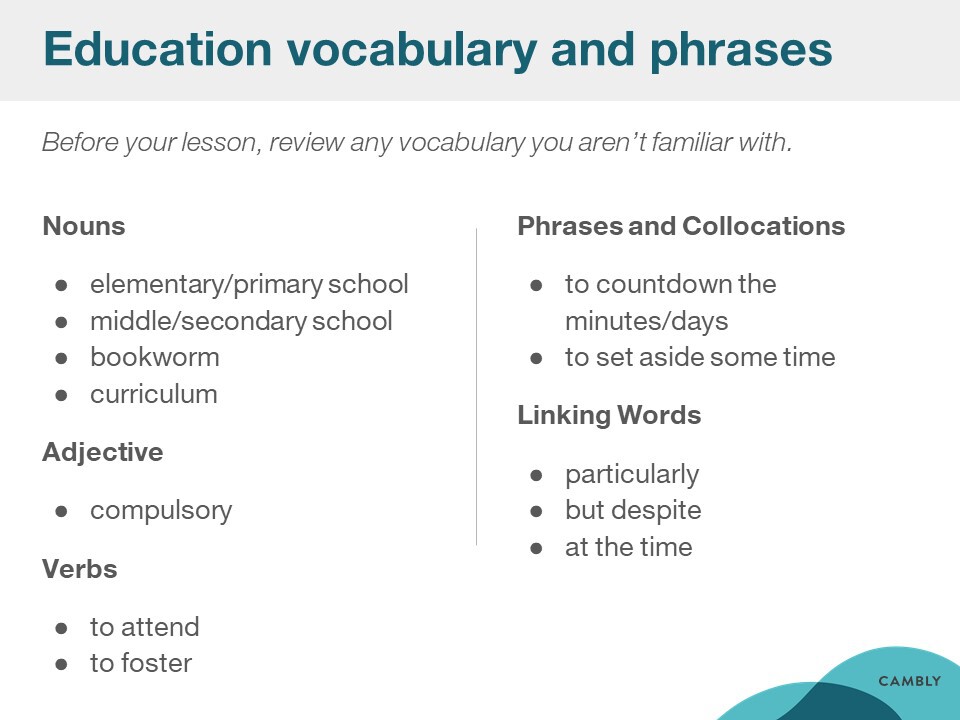 Education vocabulary and phrases
Before your lesson, review any vocabulary you aren't familiar with.
Nouns
● elementary/primary school
● middle/secondary school
● bookworm
● curriculum
Adjective
● compulsory
Verbs
● to attend
● to foster
Phrases and Collocations
● to countdown the
minutes/days
● to set aside some time
Linking Words
● particularly
● but despite
● at the time
CAMBLY